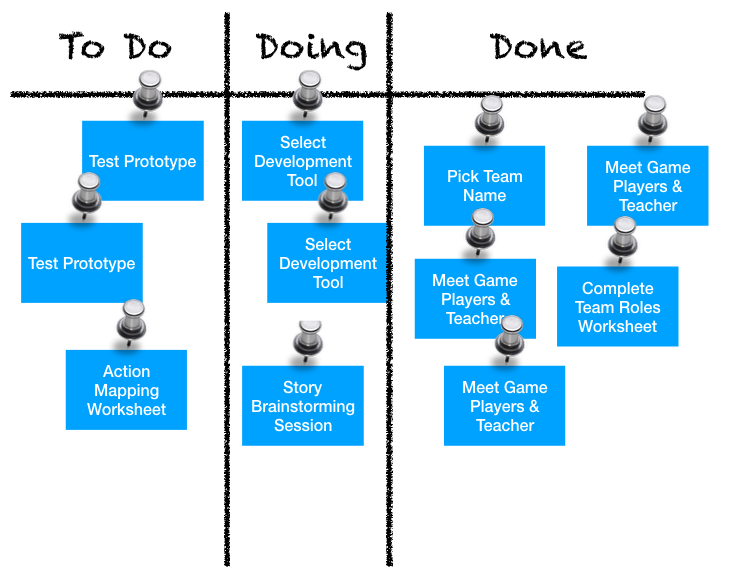 To Do
Doing
Done
Test Prototype
Test Prototype
Action
Mapping
Worksheet
Select
Development
Tool
Select
Development
Tool
Story
Brainstorming
Session
Pick Team
Name
Meet Game
Players &
Teacher
Meet Game
Players &
Teacher
Complete
Team Roles
Worksheet
Meet Game
Players &
Teacher